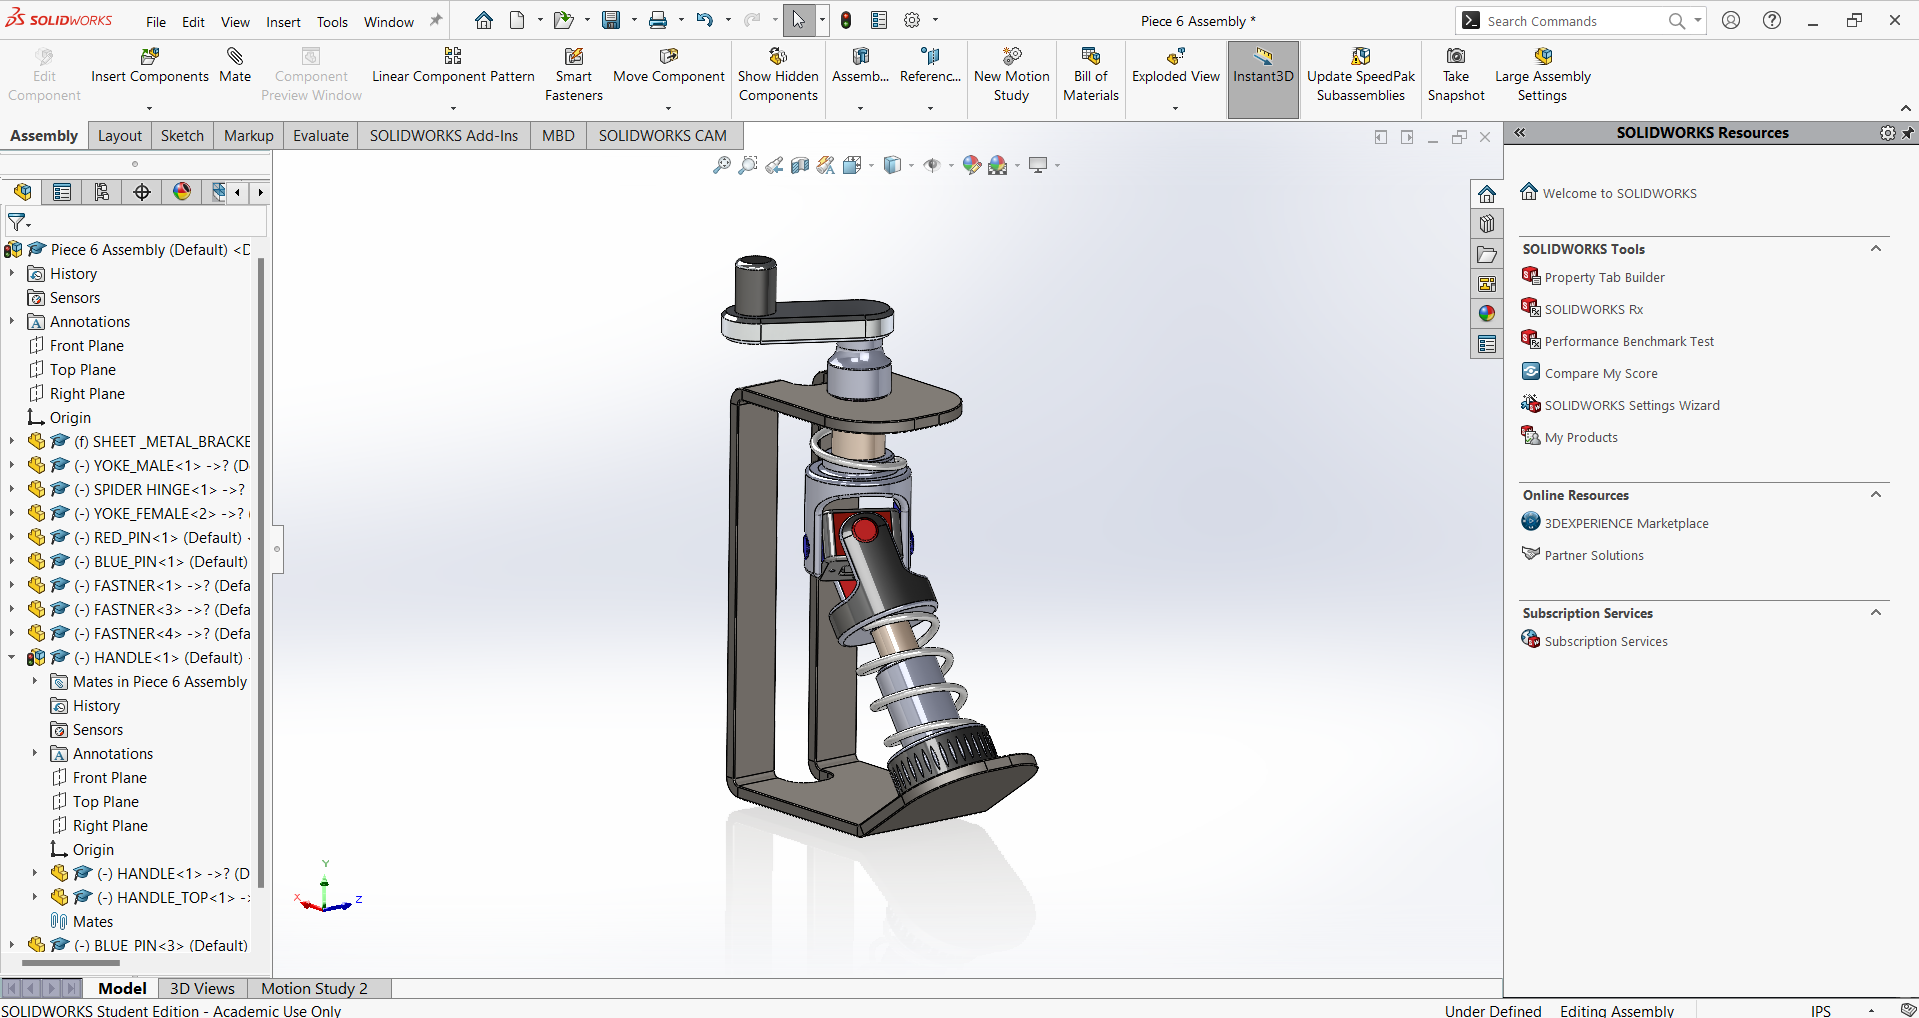 SOLIDWORKS File Edit View Insert Tools Window Piece 6 Assembly * Search Commands
Edit Component
Insert Components
Mate
Component Preview Window
Linear Component Pattern
Smart Fasteners
Move Component
Show Hidden Components
Assemb...
Referenc...
New Motion Study
Bill of Materials
Exploded View
Instant3D
Update SpeedPak Subassemblies
Take Snapshot
Large Assembly Settings
Assembly Layout Sketch Markup Evaluate SOLIDWORKS Add-Ins MBD SOLIDWORKS CAM
Piece 6 Assembly (Default) <D
History
Sensors
Annotations
Front Plane
Top Plane
Right Plane
Origin
(f) SHEET _METAL_BRACKE
(-) YOKE_MALE<1> ->? (D
(-) SPIDER HINGE<1> ->?
(-) YOKE_FEMALE<2> ->? (
(-) RED_PIN<1> (Default)
(-) BLUE_PIN<1> (Default)
(-) FASTNER<1> ->? (Defa
(-) FASTNER<3> ->? (Defa
(-) FASTNER<4> ->? (Defa
(-) HANDLE<1> (Default)
Mates in Piece 6 Assembly
History
Sensors
Annotations
Front Plane
Top Plane
Right Plane
Origin
(-) HANDLE<1> ->? (D
(-) HANDLE_TOP<1> ->
Mates
(-) BLUE PIN<3> (Default)
Y
X
Z
SOLIDWORKS Resources
Welcome to SOLIDWORKS
SOLIDWORKS Tools
Property Tab Builder
SOLIDWORKS Rx
Performance Benchmark Test
Compare My Score
SOLIDWORKS Settings Wizard
My Products
Online Resources
3DEXPERIENCE Marketplace
Partner Solutions
Subscription Services
Subscription Services
Model 3D Views Motion Study 2
SOLIDWORKS Student Edition - Academic Use Only Under Defined Editing Assembly IPS